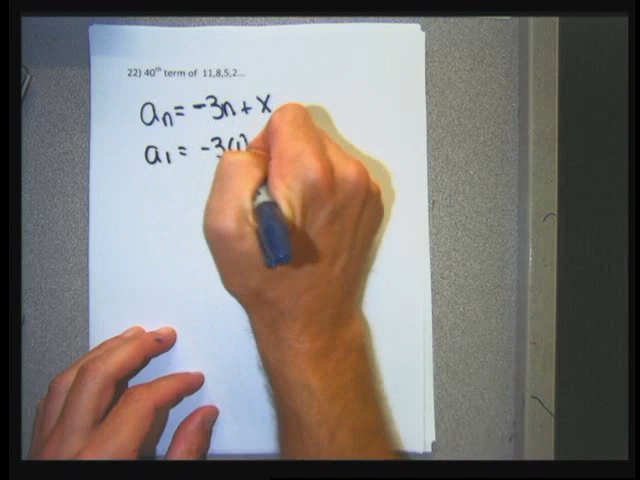 22) 40th term of 11,8,5,2...
an = -3n + x
a1 = -3(1)